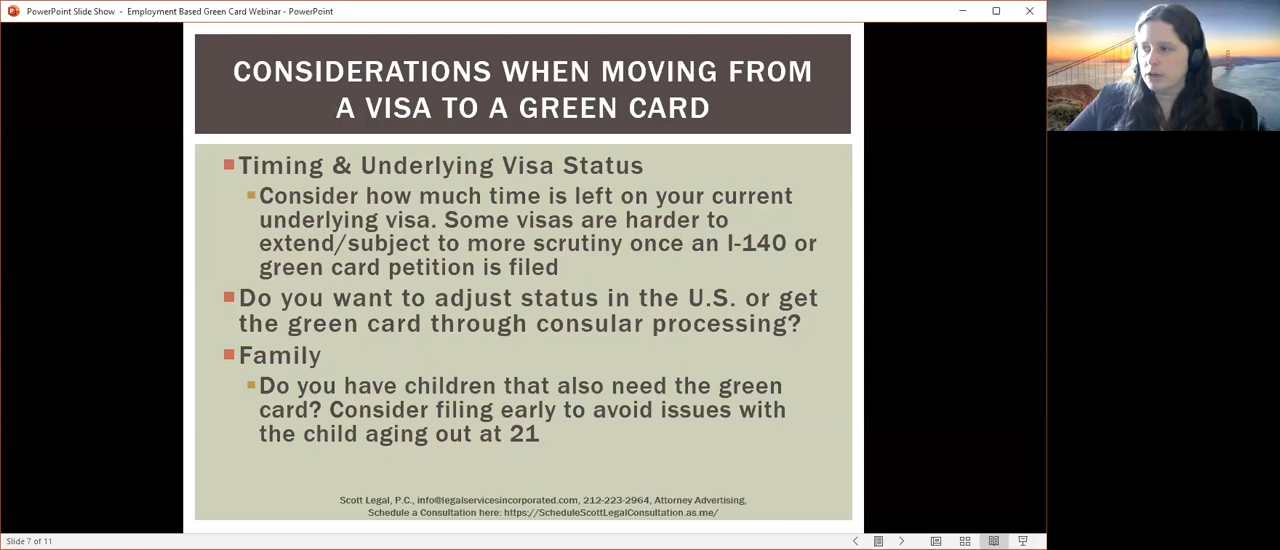 PowerPoint Slide Show - Employment Based Green Card Webinar - PowerPoint
CONSIDERATIONS WHEN MOVING FROM
A VISA TO A GREEN CARD
Timing & Underlying Visa Status
Consider how much time is left on your current
underlying visa. Some visas are harder to
extend/subject to more scrutiny once an I-140 or
green card petition is filed
Do you want to adjust status in the U.S. or get
the green card through consular processing?
Family
Do you have children that also need the green
card? Consider filing early to avoid issues with
the child aging out at 21
Scott Legal, P.C., info@legalservicesincorporated.com, 212-223-2964, Attorney Advertising,
Schedule a Consultation here: https://ScheduleScottLegalConsultation.as.me/
Slide 7 of 11